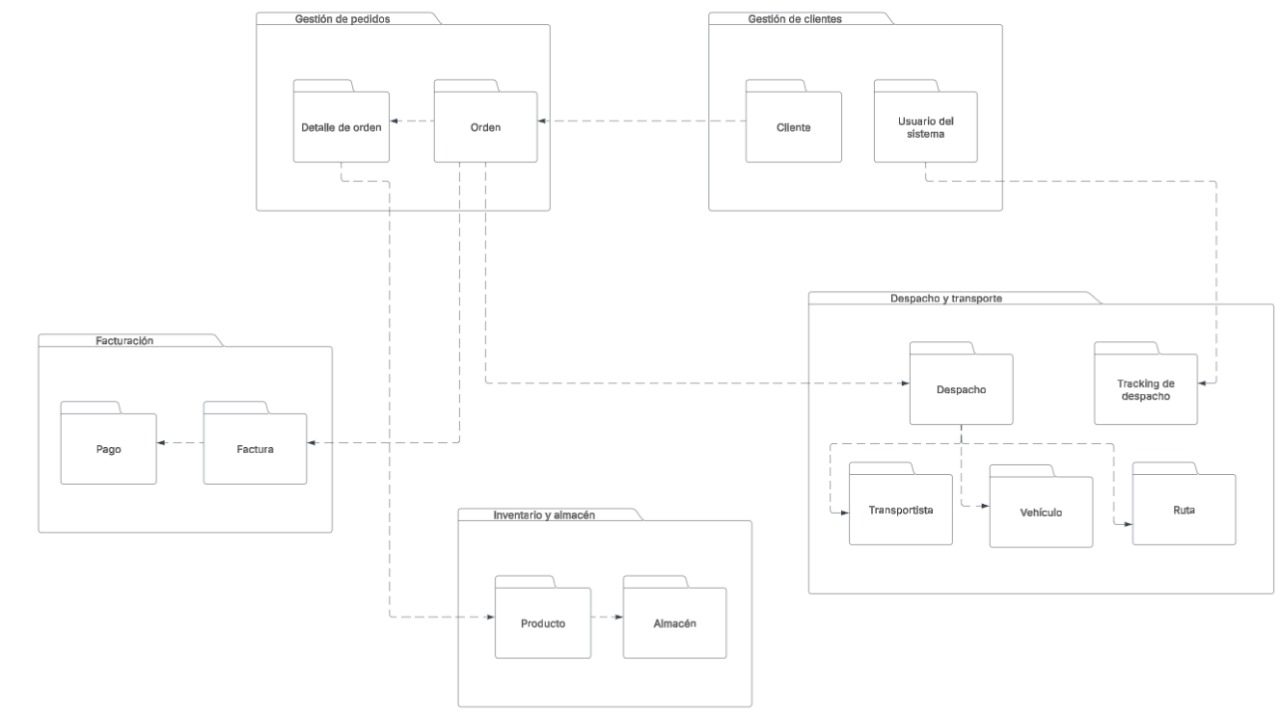 Gestión de pedidos
Gestión de clientes
Detalle de orden
Orden
Cliente
Usuario del
sistema
Despacho y transporte
Facturación
Despacho
Tracking de
despacho
Pago
Factura
Transportista
Vehículo
Ruta
Inventario y almacén
Producto
Almacén